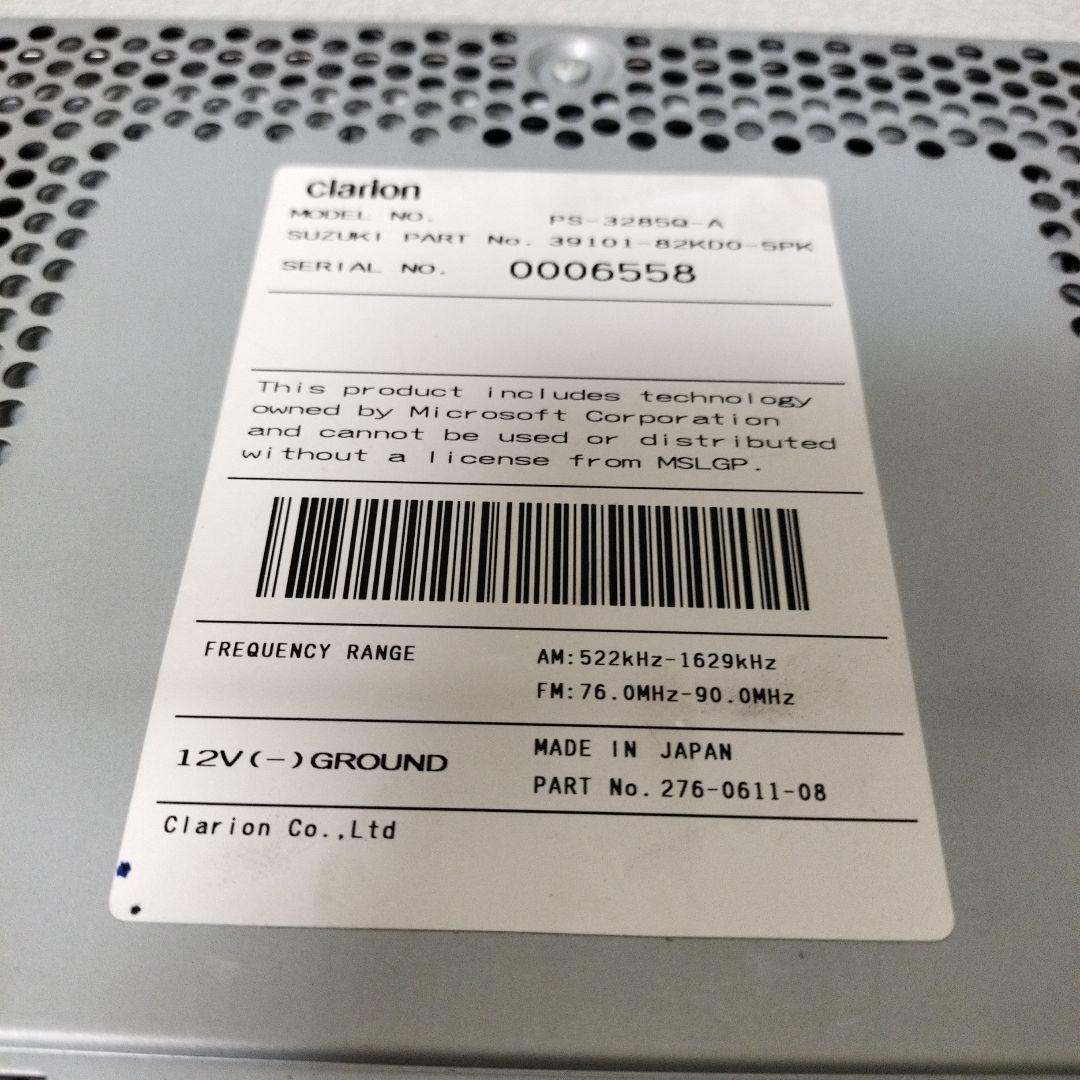 clarion
MODEL NO. PS-3285Q-A
SUZUKI PART No. 39101-82KD0-5PK
SERIAL NO. 0006558
This product includes technology
owned by Microsoft Corporation
and cannot be used or distributed
without a license from MSLGP.
FREQUENCY RANGE AM:522kHz-1629kHz
FM:76.0MHz-90.0MHz
12V(-)GROUND MADE IN JAPAN
PART No. 276-0611-08
Clarion Co.,Ltd